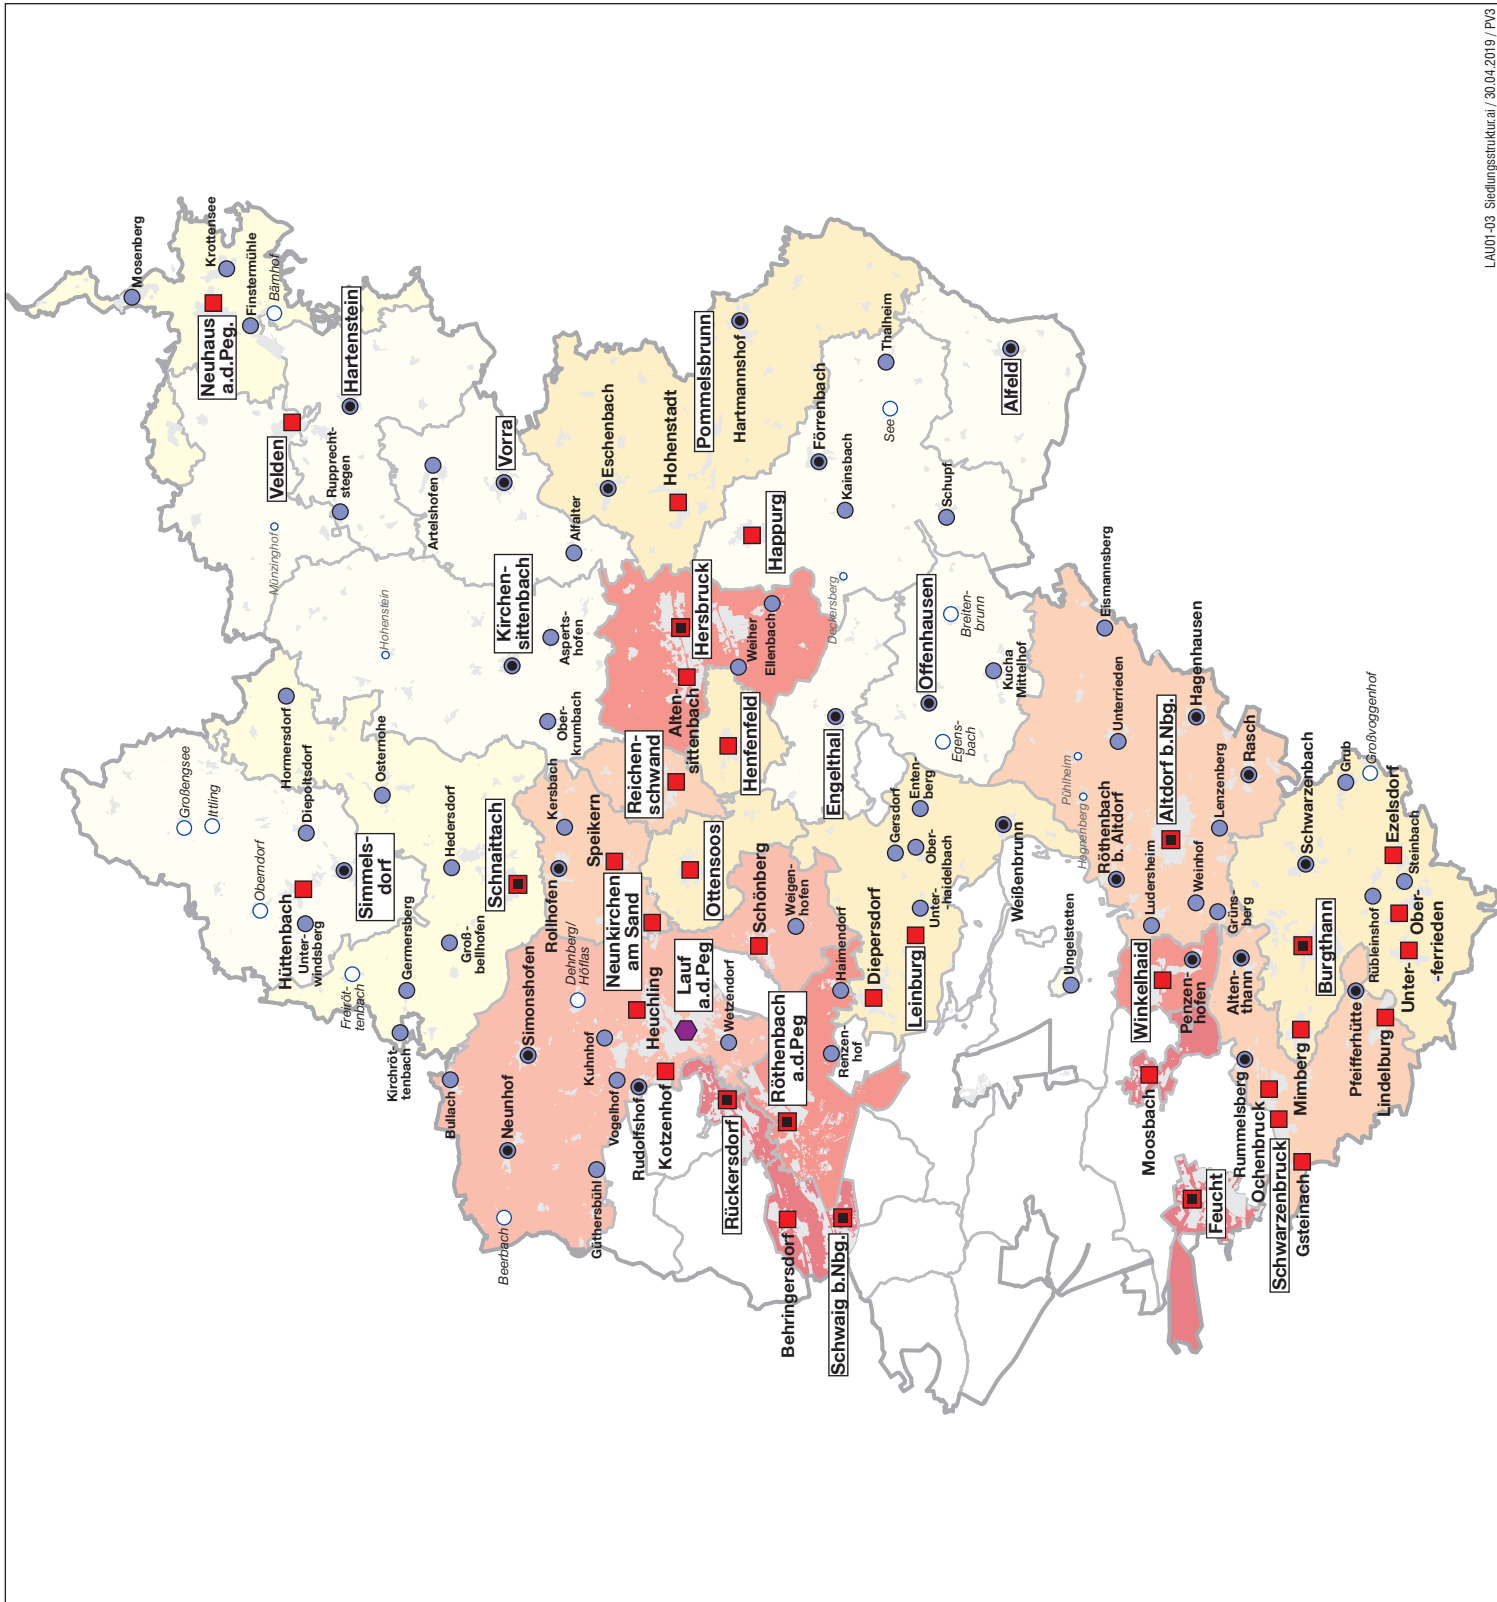 Mosenberg
Krottensee
Finstermühle
Bärnhof
Neuhaus
a.d.Peg.
Hartenstein
Velden
Rupprecht-
stegen
Münzinghof
Artelshofen
Vorra
Alfalter
Eschenbach
Hohenstadt
Pommelsbrunn
Hartmannshof
Thalheim
Förrenbach
See
Kainsbach
Alfeld
Schupf
Happurg
Deckersberg
Hohenstein
Kirchen-
sittenbach
Asperts-
hofen
Ober-
krumbach
Hersbruck
Weiher
Ellenbach
Alten-
sittenbach
Reichen-
schwand
Henfenfeld
Engelthal
Offenhausen
Breiten-
brunn
Kucha
Mittelhof
Egens-
bach
Eismannsberg
Unterrieden
Hagenhausen
Pühlheim
Hegnenberg
Altdorf b.Nbg.
Rasch
Lenzenberg
Röthenbach
b. Altdorf
Ludersheim
Weinhof
Grüns-
berg
Großengsee
Ittling
Oberndorf
Hormersdorf
Diepoltsdorf
Osternohe
Simmels-
dorf
Hüttenbach
Unter-
windsberg
Hedersdorf
Schnaittach
Groß-
bellhofen
Germersberg
Freiröt-
tenbach
Kirchröt-
tenbach
Bullach
Kersbach
Rollhofen
Speikern
Neunkirchen
am Sand
Ottensoos
Simonshofen
Dehnberg/
Höflas
Heuchling
Lauf
a.d.Peg
Wetzendorf
Kuhnhof
Vogelhof
Rudolfshof
Kotzenhof
Neunhof
Beerbach
Güthersbühl
Schönberg
Weigen-
hofen
Haimendorf
Renzen-
hof
Röthenbach
a.d.Peg
Rückersdorf
Behringersdorf
Schwaig b.Nbg.
Diepersdorf
Leinburg
Gersdorf
Enten-
berg
Ober-
Unter-
haidelbach
Weißenbrunn
Ungelstetten
Winkelhaid
Penzen-
hofen
Alten-
thann
Moosbach
Feucht
Rummelsberg
Ochenbruck
Schwarzenbruck
Gsteinach
Mimberg
Burgthann
Schwarzenbach
Grub
Großvoggenhof
Ezelsdorf
Steinbach
Rübleinshof
Ober-
Unter-
-ferrieden
Pfeifferhütte
Lindelburg
LAU01-03 Siedlungsstruktur.ai / 30.04.2019 / PV3